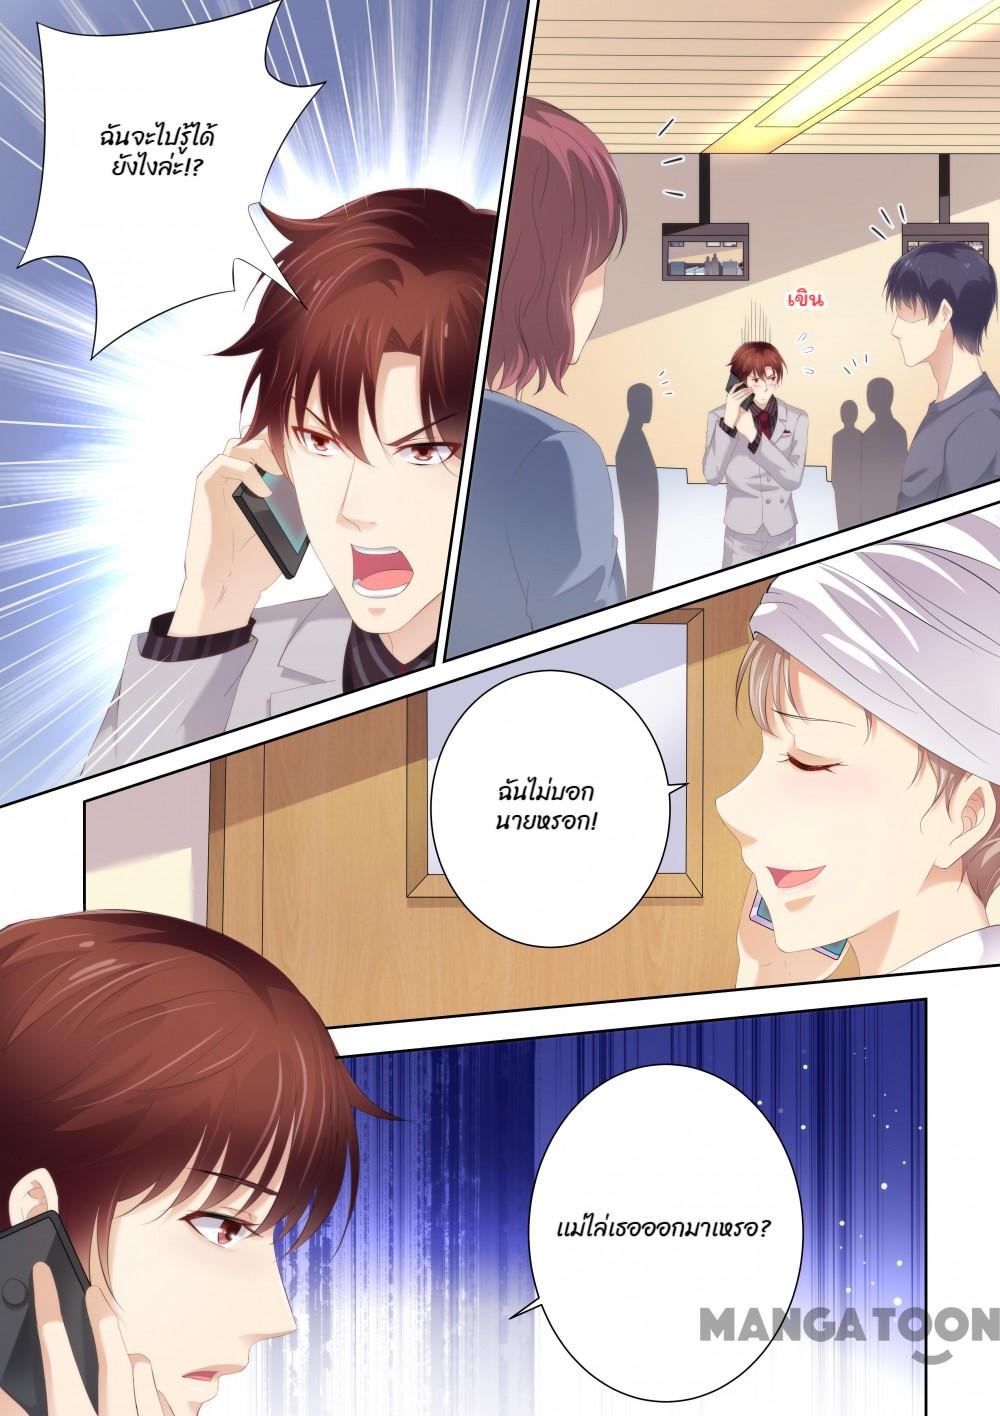 ฉันจะไปรู้ได้
ยังไงล่ะ!?
เขิน
ฉันไม่บอก
นายหรอก!
แม่ไล่เธอออกมาเหรอ?
MANGATOON